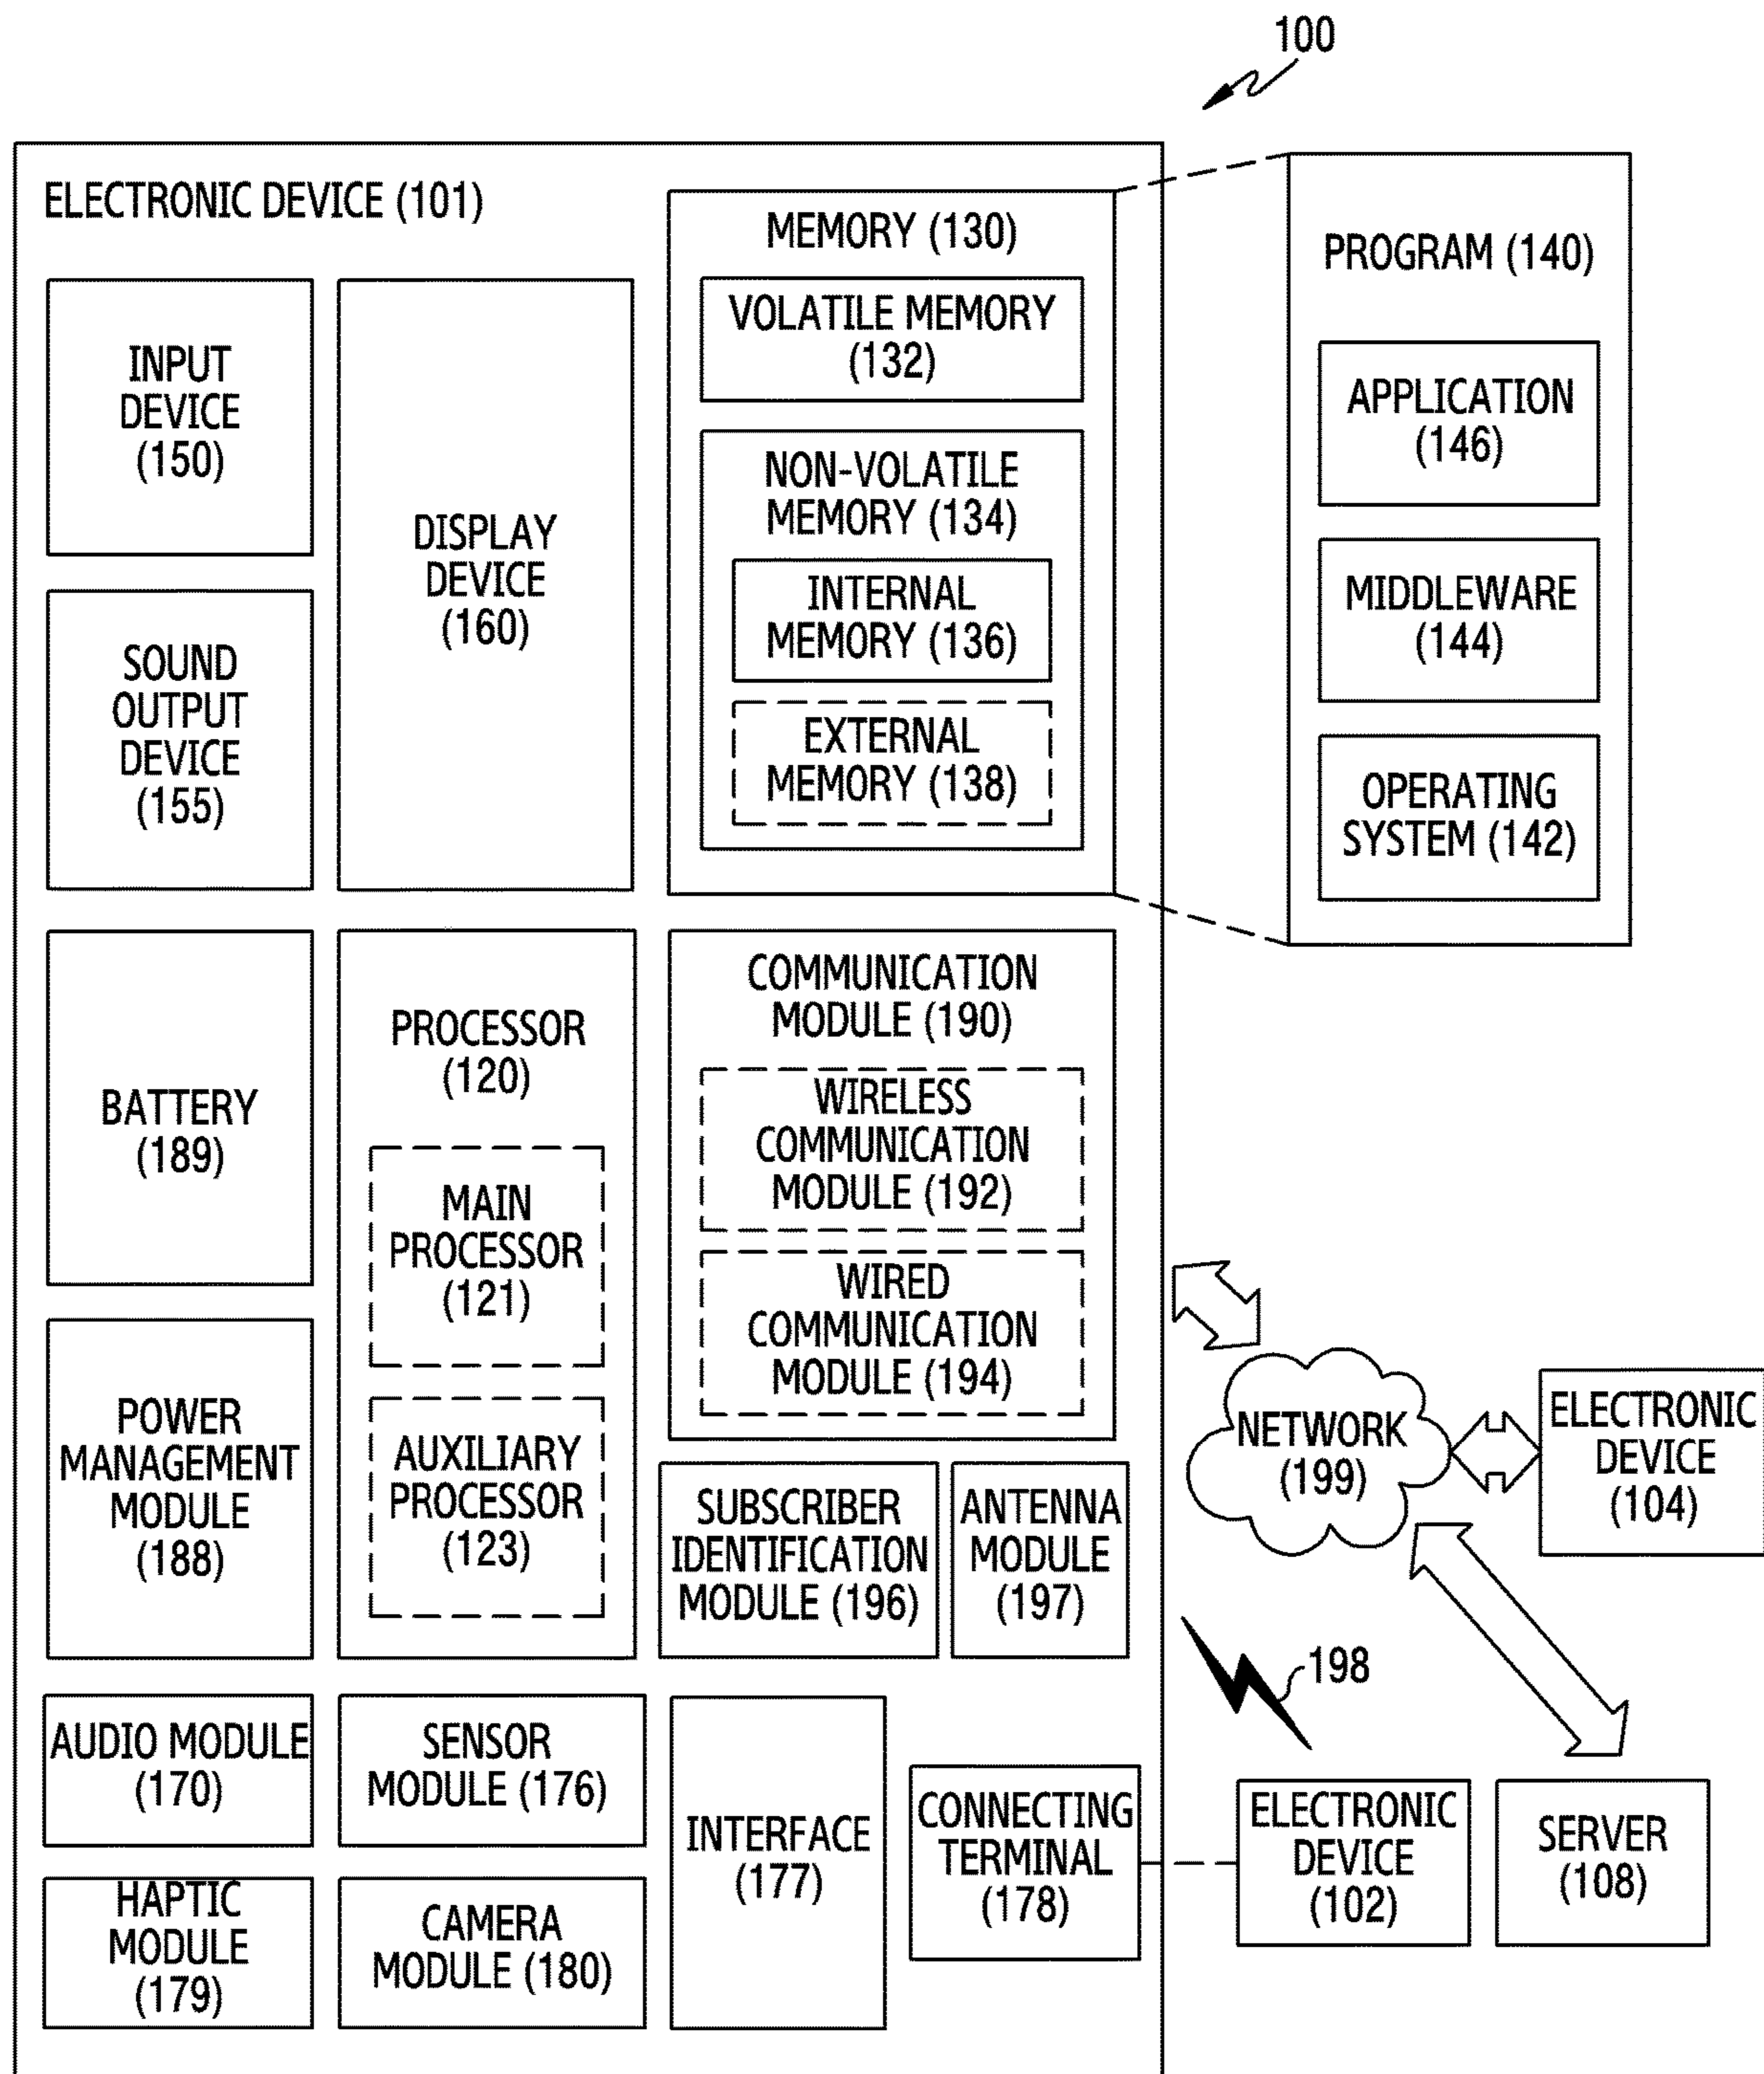 100
ELECTRONIC DEVICE (101)
INPUT
DEVICE
(150)
SOUND
OUTPUT
DEVICE
(155)
DISPLAY
DEVICE
(160)
MEMORY (130)
VOLATILE MEMORY
(132)
NON-VOLATILE
MEMORY (134)
INTERNAL
MEMORY (136)
EXTERNAL
MEMORY (138)
PROGRAM (140)
APPLICATION
(146)
MIDDLEWARE
(144)
OPERATING
SYSTEM (142)
BATTERY
(189)
POWER
MANAGEMENT
MODULE
(188)
PROCESSOR
(120)
MAIN
PROCESSOR
(121)
AUXILIARY
PROCESSOR
(123)
COMMUNICATION
MODULE (190)
WIRELESS
COMMUNICATION
MODULE (192)
WIRED
COMMUNICATION
MODULE (194)
SUBSCRIBER
IDENTIFICATION
MODULE (196)
ANTENNA
MODULE
(197)
NETWORK
(199)
ELECTRONIC
DEVICE
(104)
198
AUDIO MODULE
(170)
SENSOR
MODULE (176)
HAPTIC
MODULE
(179)
CAMERA
MODULE (180)
INTERFACE
(177)
CONNECTING
TERMINAL
(178)
ELECTRONIC
DEVICE
(102)
SERVER
(108)